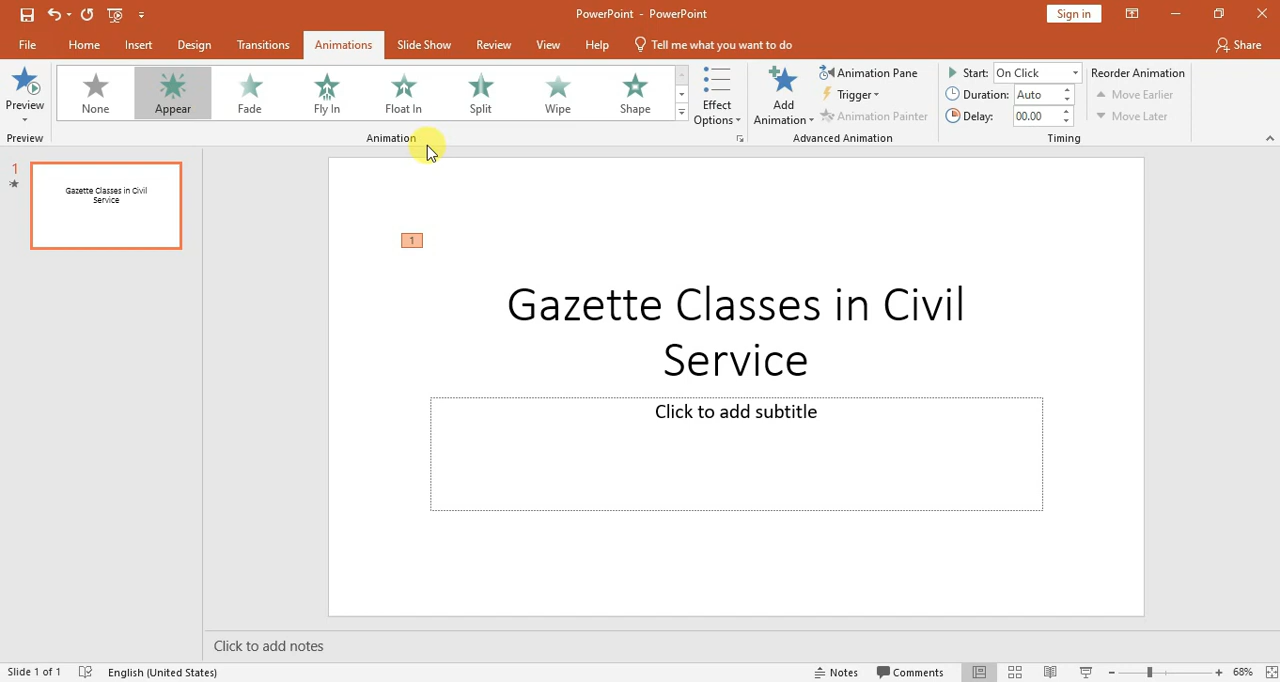 PowerPoint - PowerPoint
Sign in
File Home Insert Design Transitions Animations Slide Show Review View Help Tell me what you want to do Share
Preview
None Appear Fade Fly In Float In Split Wipe Shape
Effect Options
Add Animation
Animation Pane
Trigger
Animation Painter
Start: On Click
Duration: Auto
Delay: 00.00
Reorder Animation
Move Earlier
Move Later
Preview Animation Advanced Animation Timing
1
Gazette Classes in Civil
Service
1
Gazette Classes in Civil
Service
Click to add subtitle
Click to add notes
Slide 1 of 1 English (United States) Notes Comments 68%